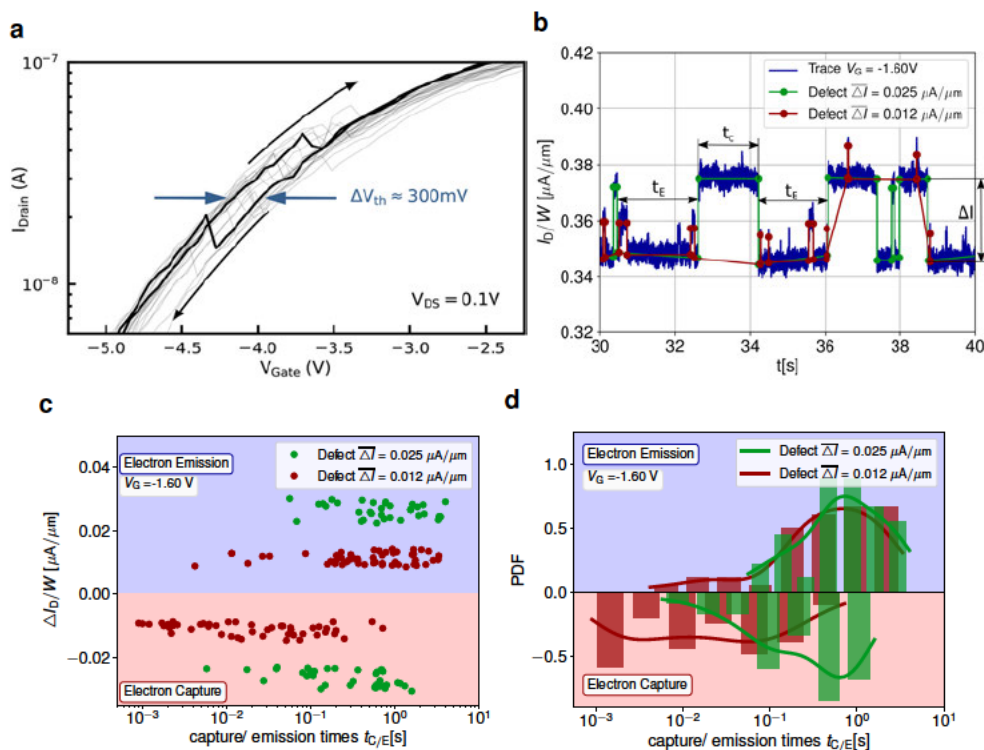 a
10⁻⁷
10⁻⁸
I_Drain (A)
ΔV_th ≈ 300mV
V_DS = 0.1V
−5.0 −4.5 −4.0 −3.5 −3.0 −2.5
V_Gate (V)
b
0.42
0.40
0.38
0.36
0.34
0.32
I_D/W [μA/μm]
Trace V_G = -1.60V
Defect Δ̅I̅ = 0.025 μA/μm
Defect Δ̅I̅ = 0.012 μA/μm
t_c
t_E
t_E
ΔI
30 32 34 36 38 40
t[s]
c
0.04
0.02
0.00
−0.02
ΔI_D/W [μA/μm]
Electron Emission
V_G =-1.60 V
Defect Δ̅I̅ = 0.025 μA/μm
Defect Δ̅I̅ = 0.012 μA/μm
Electron Capture
10⁻³ 10⁻² 10⁻¹ 10⁰ 10¹
capture/ emission times t_C/E[s]
d
1.0
0.5
0.0
−0.5
PDF
Electron Emission
V_G =-1.60 V
Defect Δ̅I̅ = 0.025 μA/μm
Defect Δ̅I̅ = 0.012 μA/μm
Electron Capture
10⁻³ 10⁻² 10⁻¹ 10⁰ 10¹
capture/ emission times t_C/E[s]